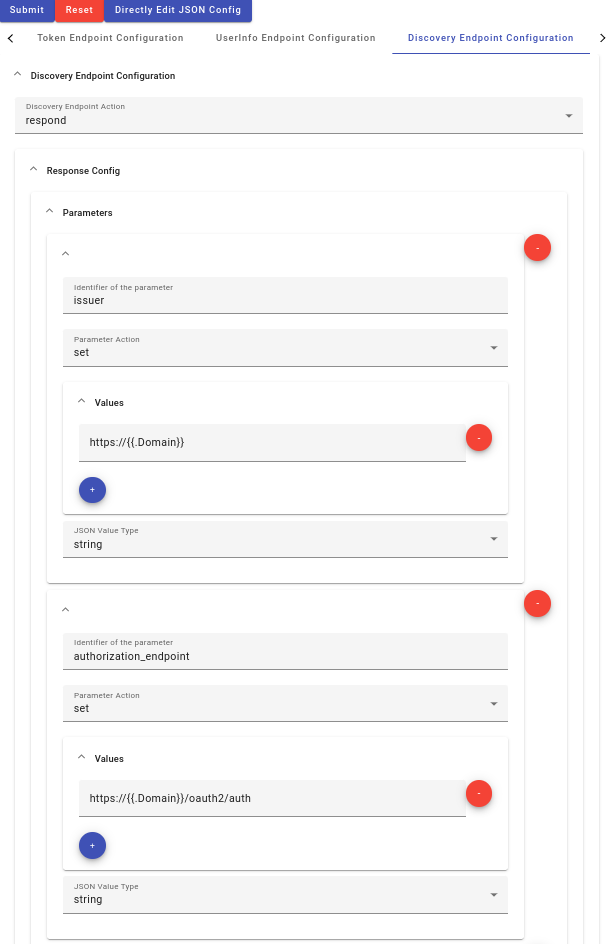 Submit Reset Directly Edit JSON Config
Token Endpoint Configuration UserInfo Endpoint Configuration Discovery Endpoint Configuration
Discovery Endpoint Configuration
Discovery Endpoint Action
respond
Response Config
Parameters
-
Identifier of the parameter
issuer
Parameter Action
set
Values
https://{{.Domain}}
-
+
JSON Value Type
string
-
Identifier of the parameter
authorization_endpoint
Parameter Action
set
Values
https://{{.Domain}}/oauth2/auth
-
+
JSON Value Type
string